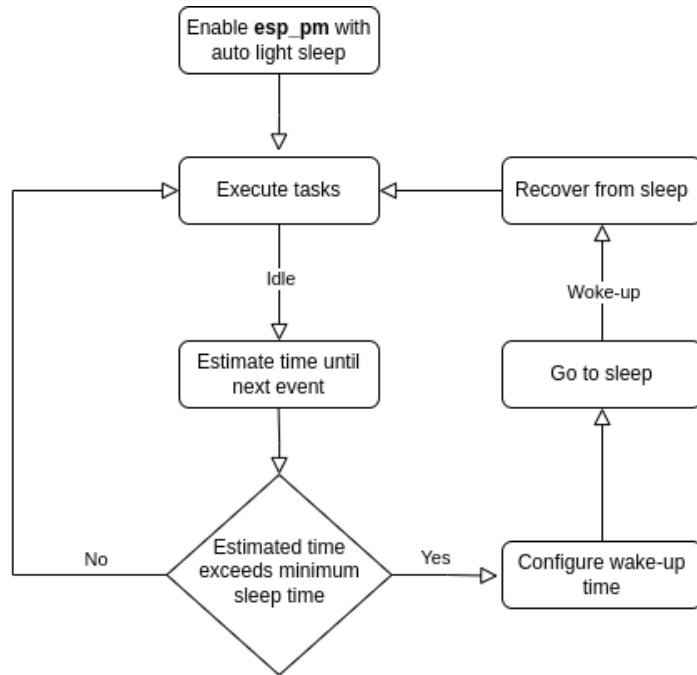 Enable esp_pm with
auto light sleep
Execute tasks
Recover from sleep
Idle
Woke-up
Estimate time until
next event
Go to sleep
Estimated time
exceeds minimum
sleep time
No
Yes
Configure wake-up
time